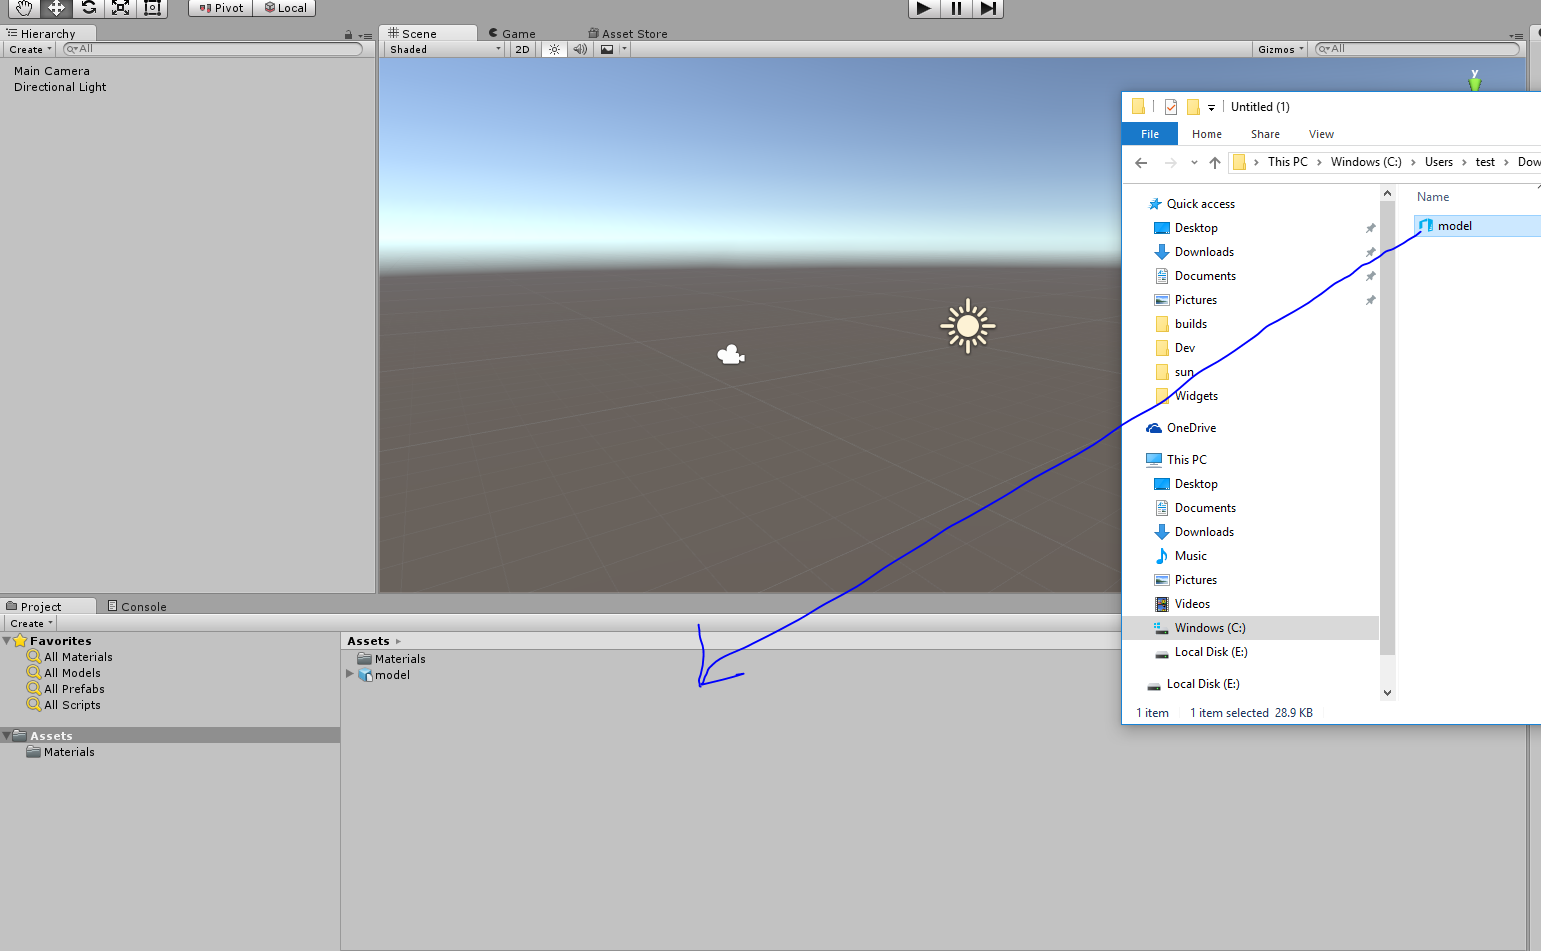 Pivot Local
Hierarchy
Create All
Main Camera
Directional Light
Scene Game Asset Store
Shaded 2D Gizmos All
y
Untitled (1)
File Home Share View
This PC Windows (C:) Users test Dow
Name
model
Quick access
Desktop
Downloads
Documents
Pictures
builds
Dev
sun
Widgets
OneDrive
This PC
Desktop
Documents
Downloads
Music
Pictures
Videos
Windows (C:)
Local Disk (E:)
Local Disk (E:)
1 item 1 item selected 28.9 KB
Project Console
Create
Favorites
All Materials
All Models
All Prefabs
All Scripts
Assets
Materials
Assets
Materials
model